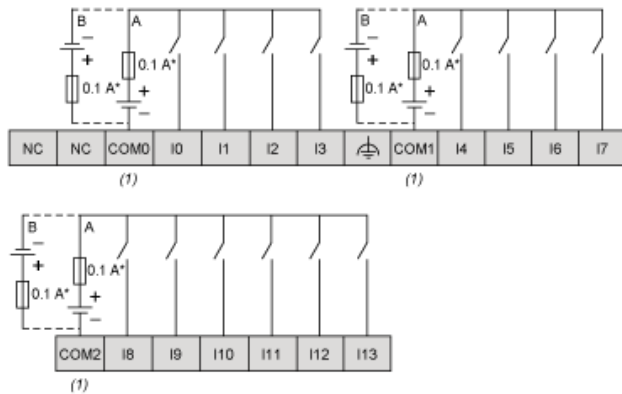 B A B A
− −
+ 0.1 A* + 0.1 A*
0.1 A* + 0.1 A* +
− −
NC NC COM0 I0 I1 I2 I3 COM1 I4 I5 I6 I7
(1) (1)
B A
−
+ 0.1 A*
0.1 A* +
−
COM2 I8 I9 I10 I11 I12 I13
(1)